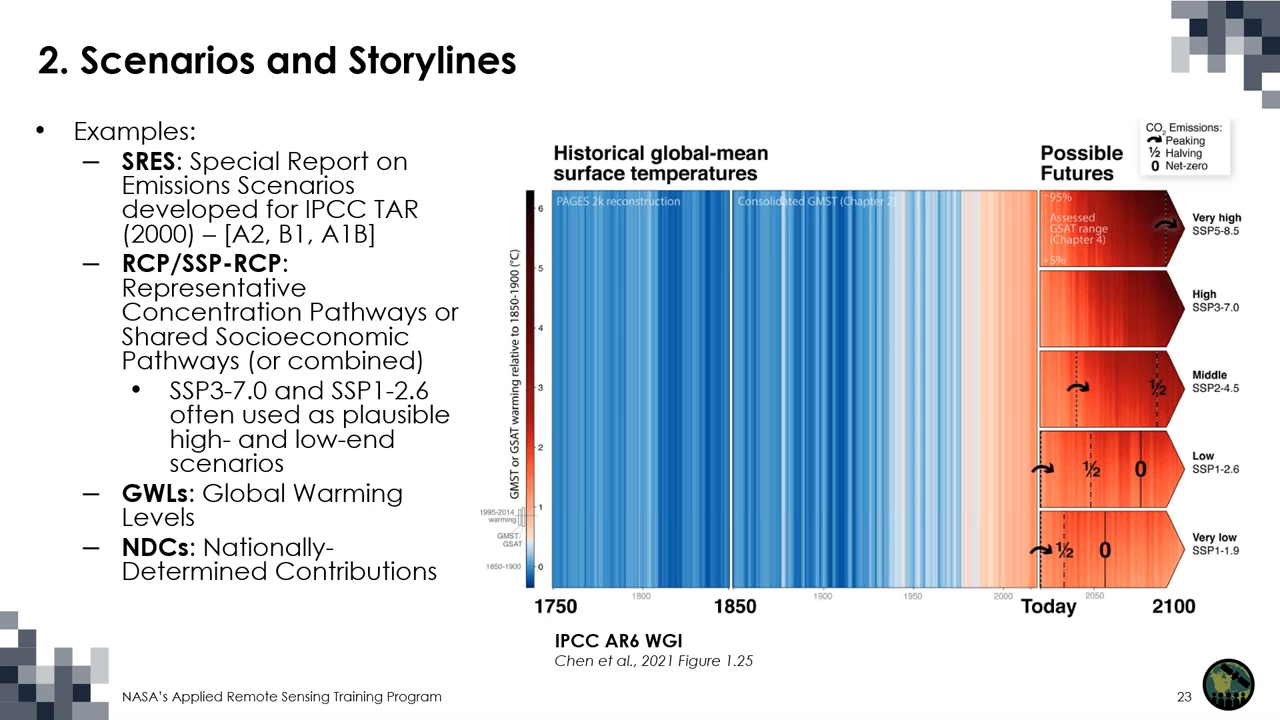 2. Scenarios and Storylines
• Examples:
– SRES: Special Report on
Emissions Scenarios
developed for IPCC TAR
(2000) – [A2, B1, A1B]
– RCP/SSP-RCP:
Representative
Concentration Pathways or
Shared Socioeconomic
Pathways (or combined)
• SSP3-7.0 and SSP1-2.6
often used as plausible
high- and low-end
scenarios
– GWLs: Global Warming
Levels
– NDCs: Nationally-
Determined Contributions
Historical global-mean
surface temperatures
Possible
Futures
CO2 Emissions:
Peaking
½ Halving
0 Net-zero
PAGES 2k reconstruction
Consolidated GMST (Chapter 2)
95%
Assessed
GSAT range
(Chapter 4)
5%
Very high
SSP5-8.5
High
SSP3-7.0
Middle
SSP2-4.5
½
Low
SSP1-2.6
½ 0
Very low
SSP1-1.9
½ 0
GMST or GSAT warming relative to 1850-1900 (°C)
6
5
4
3
2
1
0
1995-2014
warming
GMST
GSAT
1850-1900
1750 1800 1850 1900 1950 2000 Today 2050 2100
IPCC AR6 WGI
Chen et al., 2021 Figure 1.25
NASA's Applied Remote Sensing Training Program
23